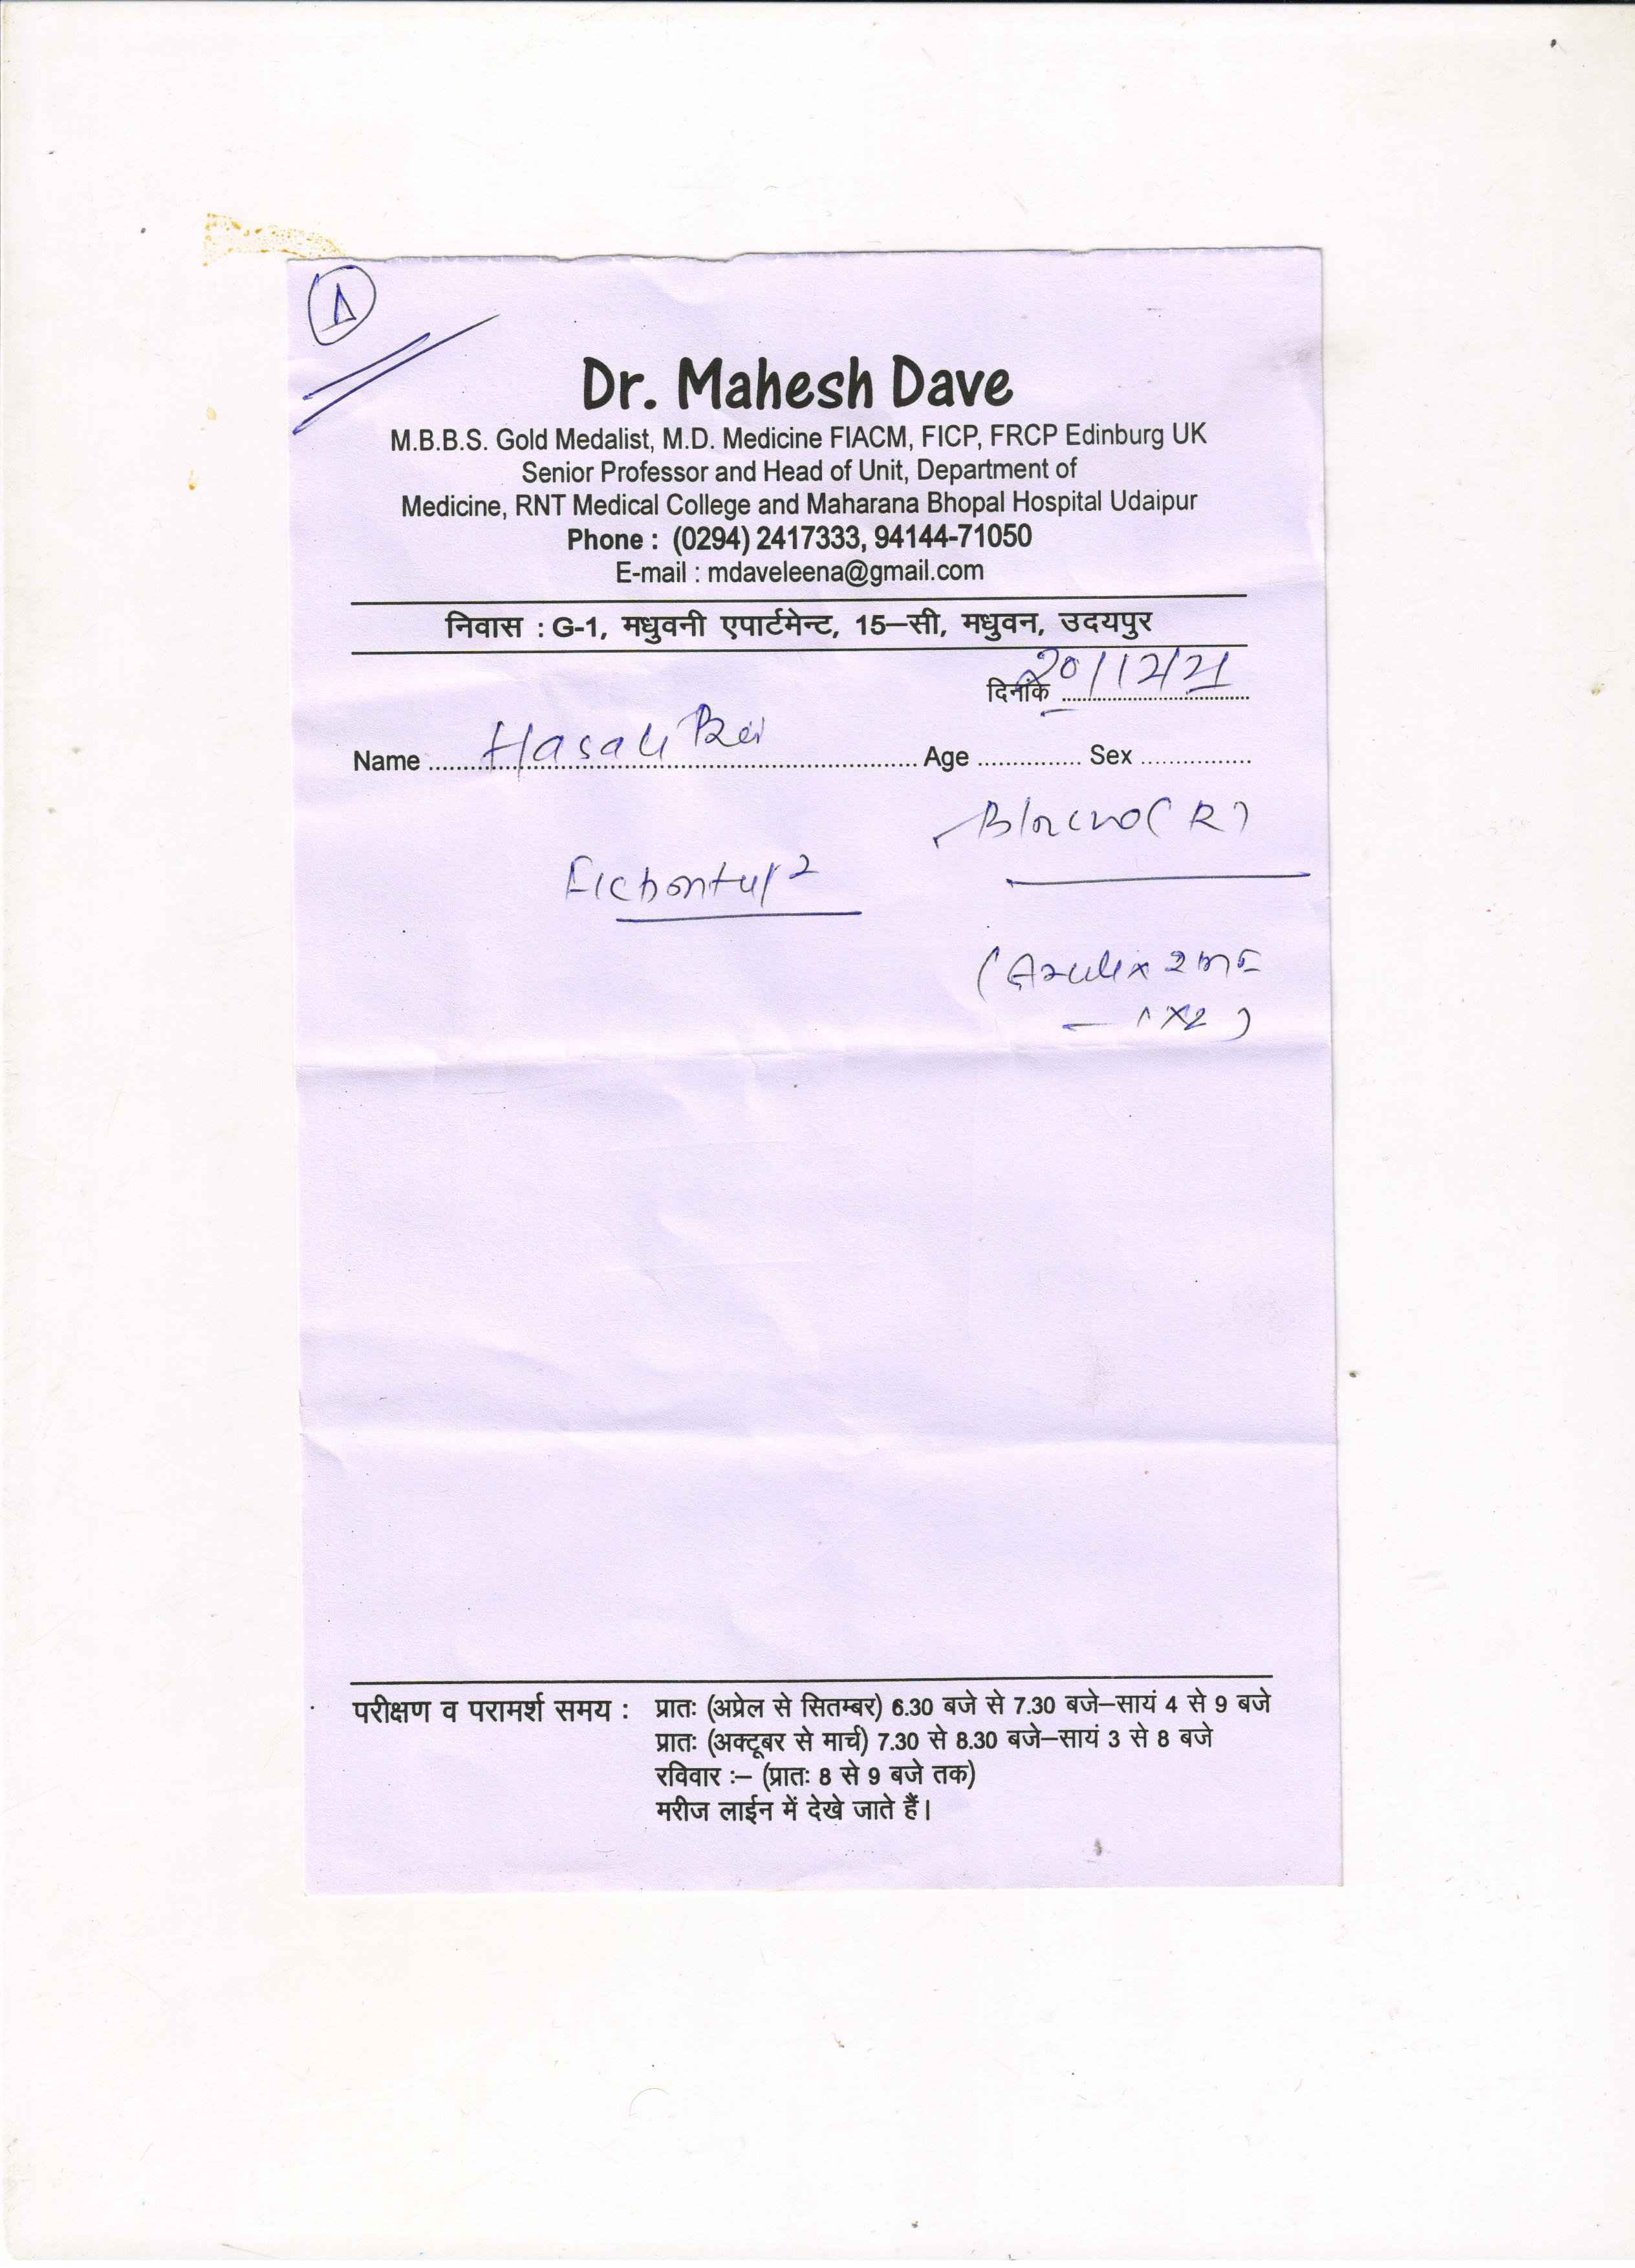 1
Dr. Mahesh Dave
M.B.B.S. Gold Medalist, M.D. Medicine FIACM, FICP, FRCP Edinburg UK
Senior Professor and Head of Unit, Department of
Medicine, RNT Medical College and Maharana Bhopal Hospital Udaipur
Phone : (0294) 2417333, 94144-71050
E-mail : mdaveleena@gmail.com
निवास : G-1, मधुवनी एपार्टमेन्ट, 15–सी, मधुवन, उदयपुर
दिनांक 20/12/21
Name Age Sex
(R)
2
1x2 )
परीक्षण व परामर्श समय : प्रातः (अप्रेल से सितम्बर) 6.30 बजे से 7.30 बजे–सायं 4 से 9 बजे
प्रातः (अक्टूबर से मार्च) 7.30 से 8.30 बजे–सायं 3 से 8 बजे
रविवार :– (प्रातः 8 से 9 बजे तक)
मरीज लाईन में देखे जाते हैं।